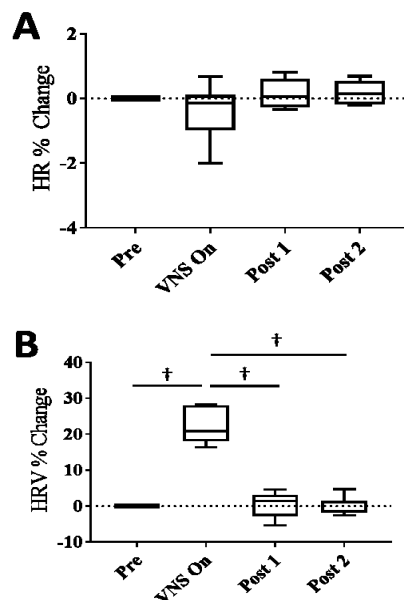 A
HR % Change
2
0
-2
-4
Pre
VNS On
Post 1
Post 2
B
HRV % Change
40
30
20
10
0
-10
‡
‡
‡
Pre
VNS On
Post 1
Post 2